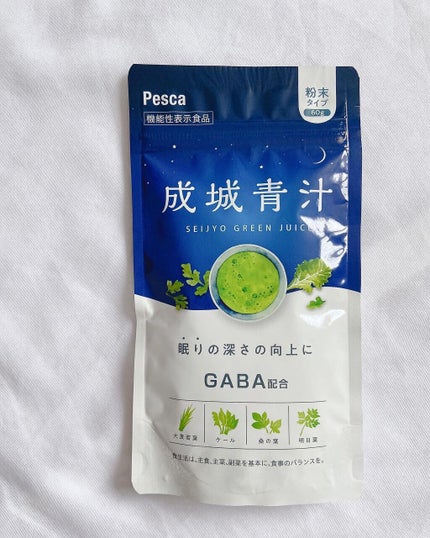 Pesca
機能性表示食品
粉末
タイプ
60g
成城青汁
SEIJYO GREEN JUICE
眠りの深さの向上に
GABA配合
大麦若葉
ケール
桑の葉
明日葉
食生活は、主食、主菜、副菜を基本に、食事のバランスを。